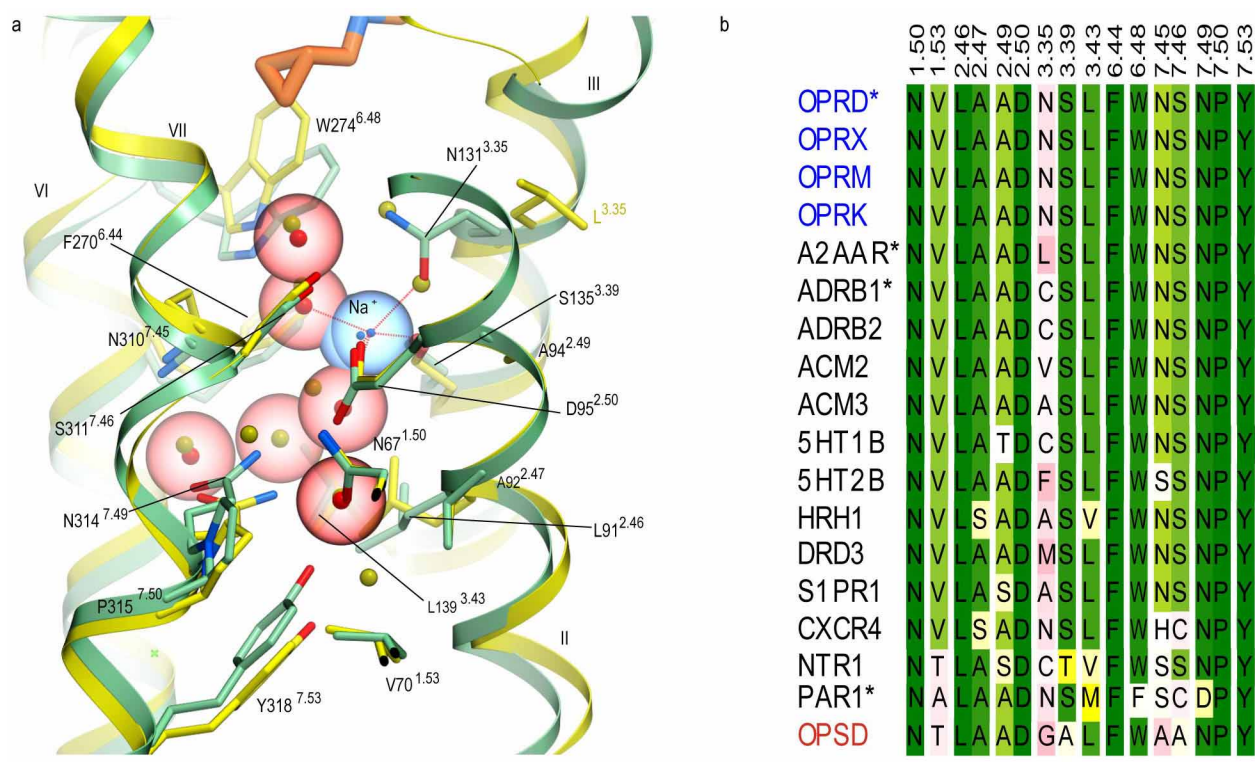 a
III
VII
W274 6.48
VI
N131 3.35
L 3.35
F270 6.44
Na +
S135 3.39
N310 7.45
A94 2.49
D95 2.50
S311 7.46
N67 1.50
A92 2.47
N314 7.49
L91 2.46
P315 7.50
L139 3.43
II
V70 1.53
Y318 7.53
b
1.50 1.53 2.46 2.47 2.49 2.50 3.35 3.39 3.43 6.44 6.48 7.45 7.46 7.49 7.50 7.53
OPRD* N V L A A D N S L F W N S N P Y
OPRX N V L A A D N S L F W N S N P Y
OPRM N V L A A D N S L F W N S N P Y
OPRK N V L A A D N S L F W N S N P Y
A2AAR* N V L A A D L S L F W N S N P Y
ADRB1* N V L A A D C S L F W N S N P Y
ADRB2 N V L A A D C S L F W N S N P Y
ACM2 N V L A A D V S L F W N S N P Y
ACM3 N V L A A D A S L F W N S N P Y
5HT1B N V L A T D C S L F W N S N P Y
5HT2B N V L A A D F S L F W S S N P Y
HRH1 N V L S A D A S V F W N S N P Y
DRD3 N V L A A D M S L F W N S N P Y
S1PR1 N V L A S D A S L F W N S N P Y
CXCR4 N V L S A D N S L F W H C N P Y
NTR1 N T L A S D C T V F W S S N P Y
PAR1* N A L A A D N S M F F S C D P Y
OPSD N T L A A D G A L F W A A N P Y